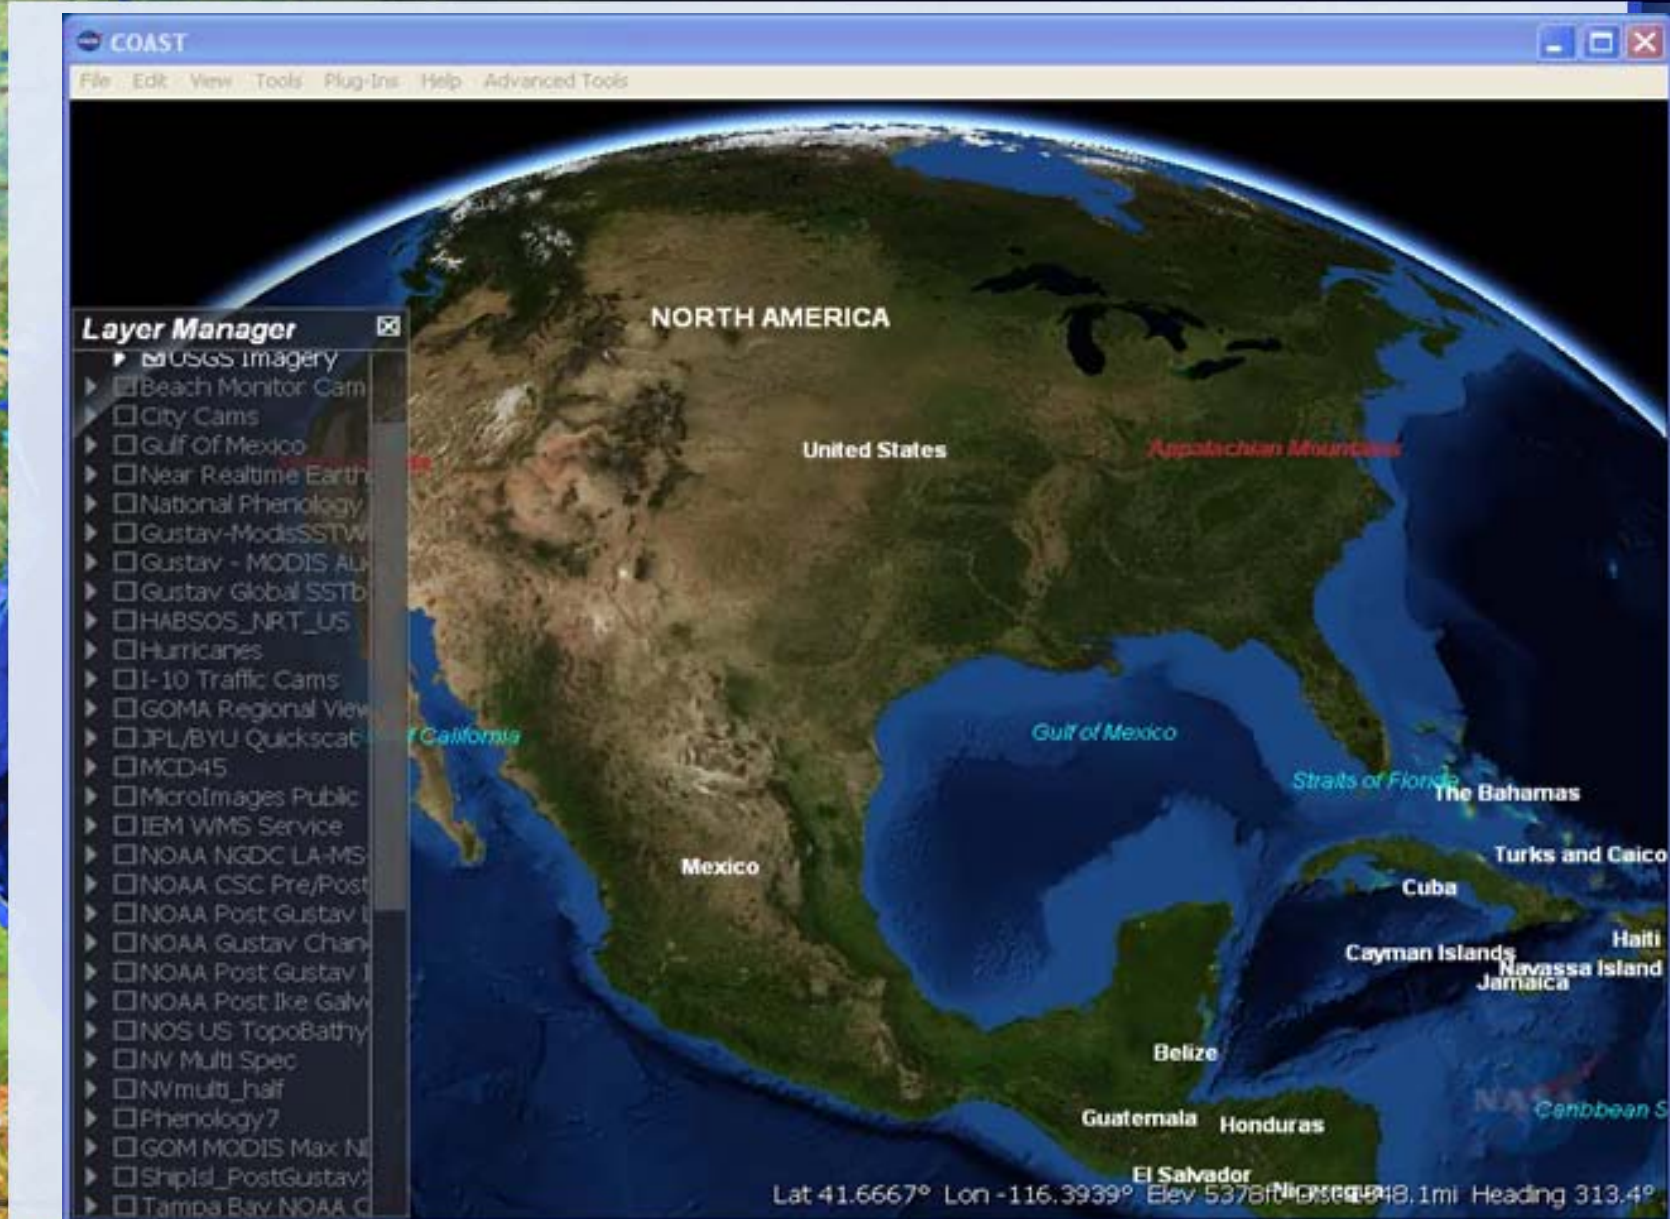 COAST
File Edit View Tools Plug-Ins Help Advanced Tools
Layer Manager
USGS Imagery
Beach Monitor Cam
City Cams
Gulf Of Mexico
Near Realtime Earth
National Phenology
Gustav-ModisSSTW
Gustav - MODIS Au
Gustav Global SSTb
HABSOS_NRT_US
Hurricanes
I-10 Traffic Cams
GOMA Regional View
JPL/BYU Quickscat
MCD45
MicroImages Public
IEM WMS Service
NOAA NGDC LA-MS
NOAA CSC Pre/Post
NOAA Post Gustav
NOAA Gustav Chan
NOAA Post Gustav
NOAA Post Ike Galv
NOS US TopoBathy
NV Multi Spec
NVmulti_half
Phenology7
GOM MODIS Max
ShipIsl_PostGustav
Tampa Bay NOAA
NORTH AMERICA
United States
Appalachian Mountains
California
Gulf of Mexico
Straits of Florida
The Bahamas
Turks and Caico
Mexico
Cuba
Haiti
Cayman Islands
Navassa Island
Jamaica
Belize
NASA
Caribbean S
Guatemala
Honduras
El Salvador
Nicaragua
Lat 41.6667° Lon -116.3939° Elev 5378ft Heading 313.4°